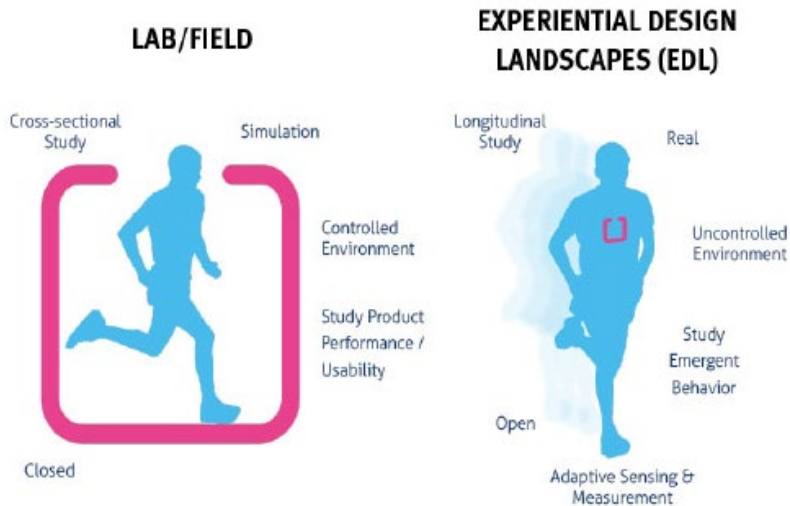 LAB/FIELD
Cross-sectional
Study
Simulation
Controlled
Environment
Study Product
Performance /
Usability
Closed
EXPERIENTIAL DESIGN
LANDSCAPES (EDL)
Longitudinal
Study
Real
Uncontrolled
Environment
Study
Emergent
Behavior
Open
Adaptive Sensing &
Measurement